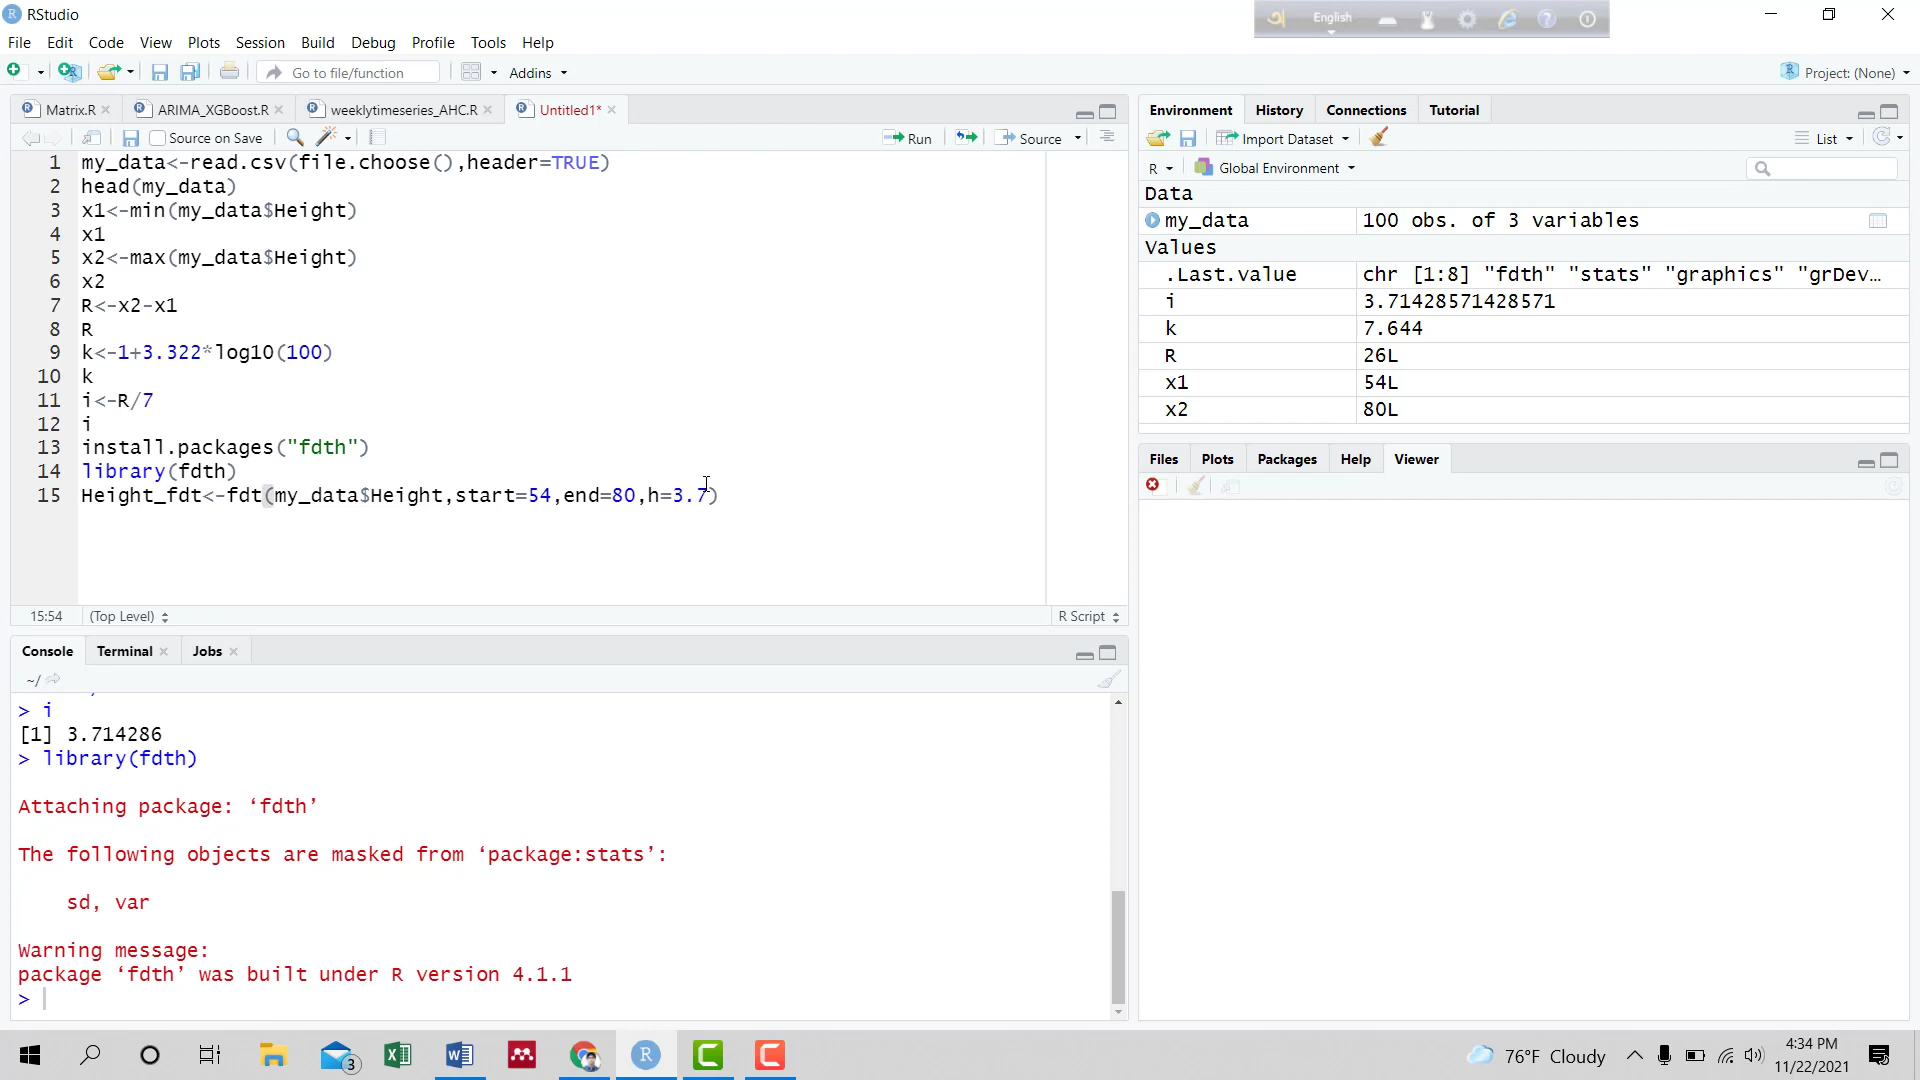 RStudio
English
File Edit Code View Plots Session Build Debug Profile Tools Help
Go to file/function Addins Project: (None)
Matrix.R ARIMA_XGBoost.R weeklytimeseries_AHC.R Untitled1*
Source on Save Run Source
1 my_data<-read.csv(file.choose(),header=TRUE)
2 head(my_data)
3 x1<-min(my_data$Height)
4 x1
5 x2<-max(my_data$Height)
6 x2
7 R<-x2-x1
8 R
9 k<-1+3.322*log10(100)
10 k
11 i<-R/7
12 i
13 install.packages("fdth")
14 library(fdth)
15 Height_fdt<-fdt(my_data$Height,start=54,end=80,h=3.7)
15:54 (Top Level) R Script
Console Terminal Jobs
~/
> i
[1] 3.714286
> library(fdth)
Attaching package: ‘fdth’
The following objects are masked from ‘package:stats’:
sd, var
Warning message:
package ‘fdth’ was built under R version 4.1.1
>
Environment History Connections Tutorial
Import Dataset List
R Global Environment
Data
my_data 100 obs. of 3 variables
Values
.Last.value chr [1:8] "fdth" "stats" "graphics" "grDev…
i 3.71428571428571
k 7.644
R 26L
x1 54L
x2 80L
Files Plots Packages Help Viewer
3
76°F Cloudy
4:34 PM
11/22/2021